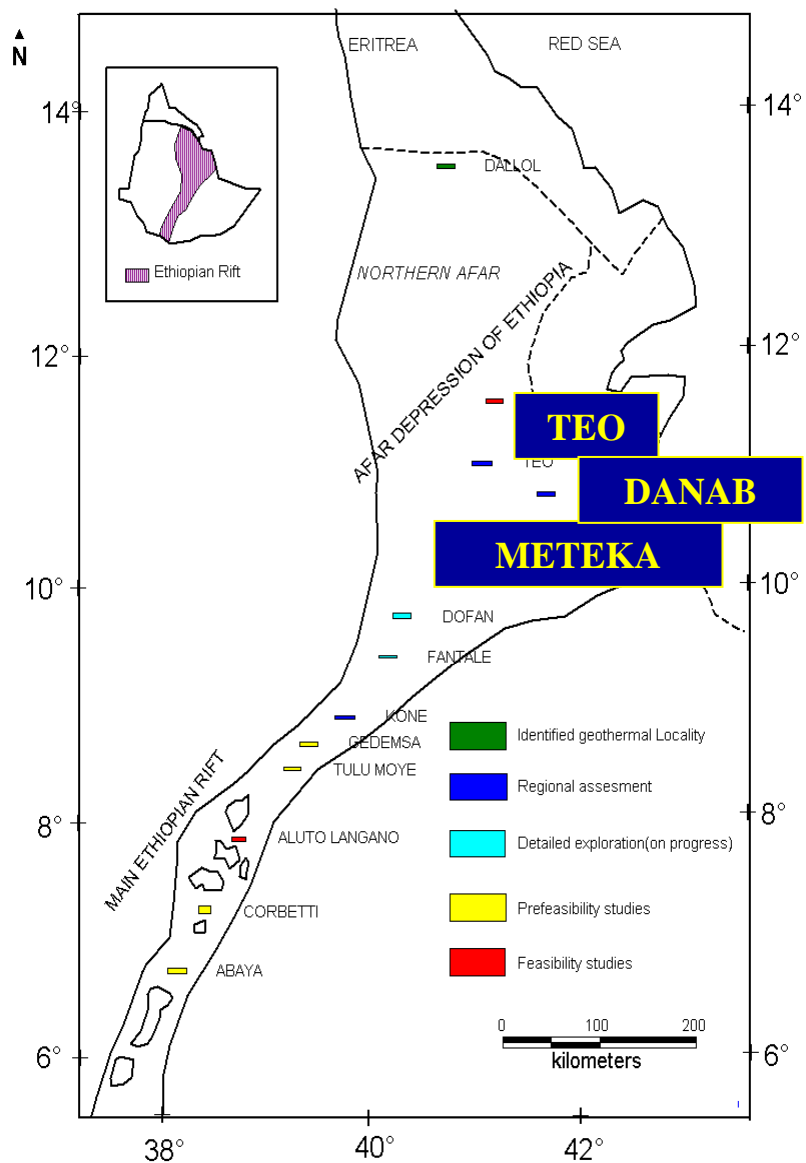 N
ERITREA
RED SEA
14°
14°
DALLOL
Ethiopian Rift
NORTHERN AFAR
AFAR DEPRESSION OF ETHIOPIA
12°
12°
TEO
TEO
DANAB
METEKA
10°
10°
DOFAN
FANTALE
KONE
GEDEMSA
TULU MOYE
MAIN ETHIOPIAN RIFT
8°
8°
ALUTO LANGANO
CORBETTI
ABAYA
Identified geothermal Locality
Regional assesment
Detailed exploration(on progress)
Prefeasibility studies
Feasibility studies
0 100 200
kilometers
6°
6°
38° 40° 42°